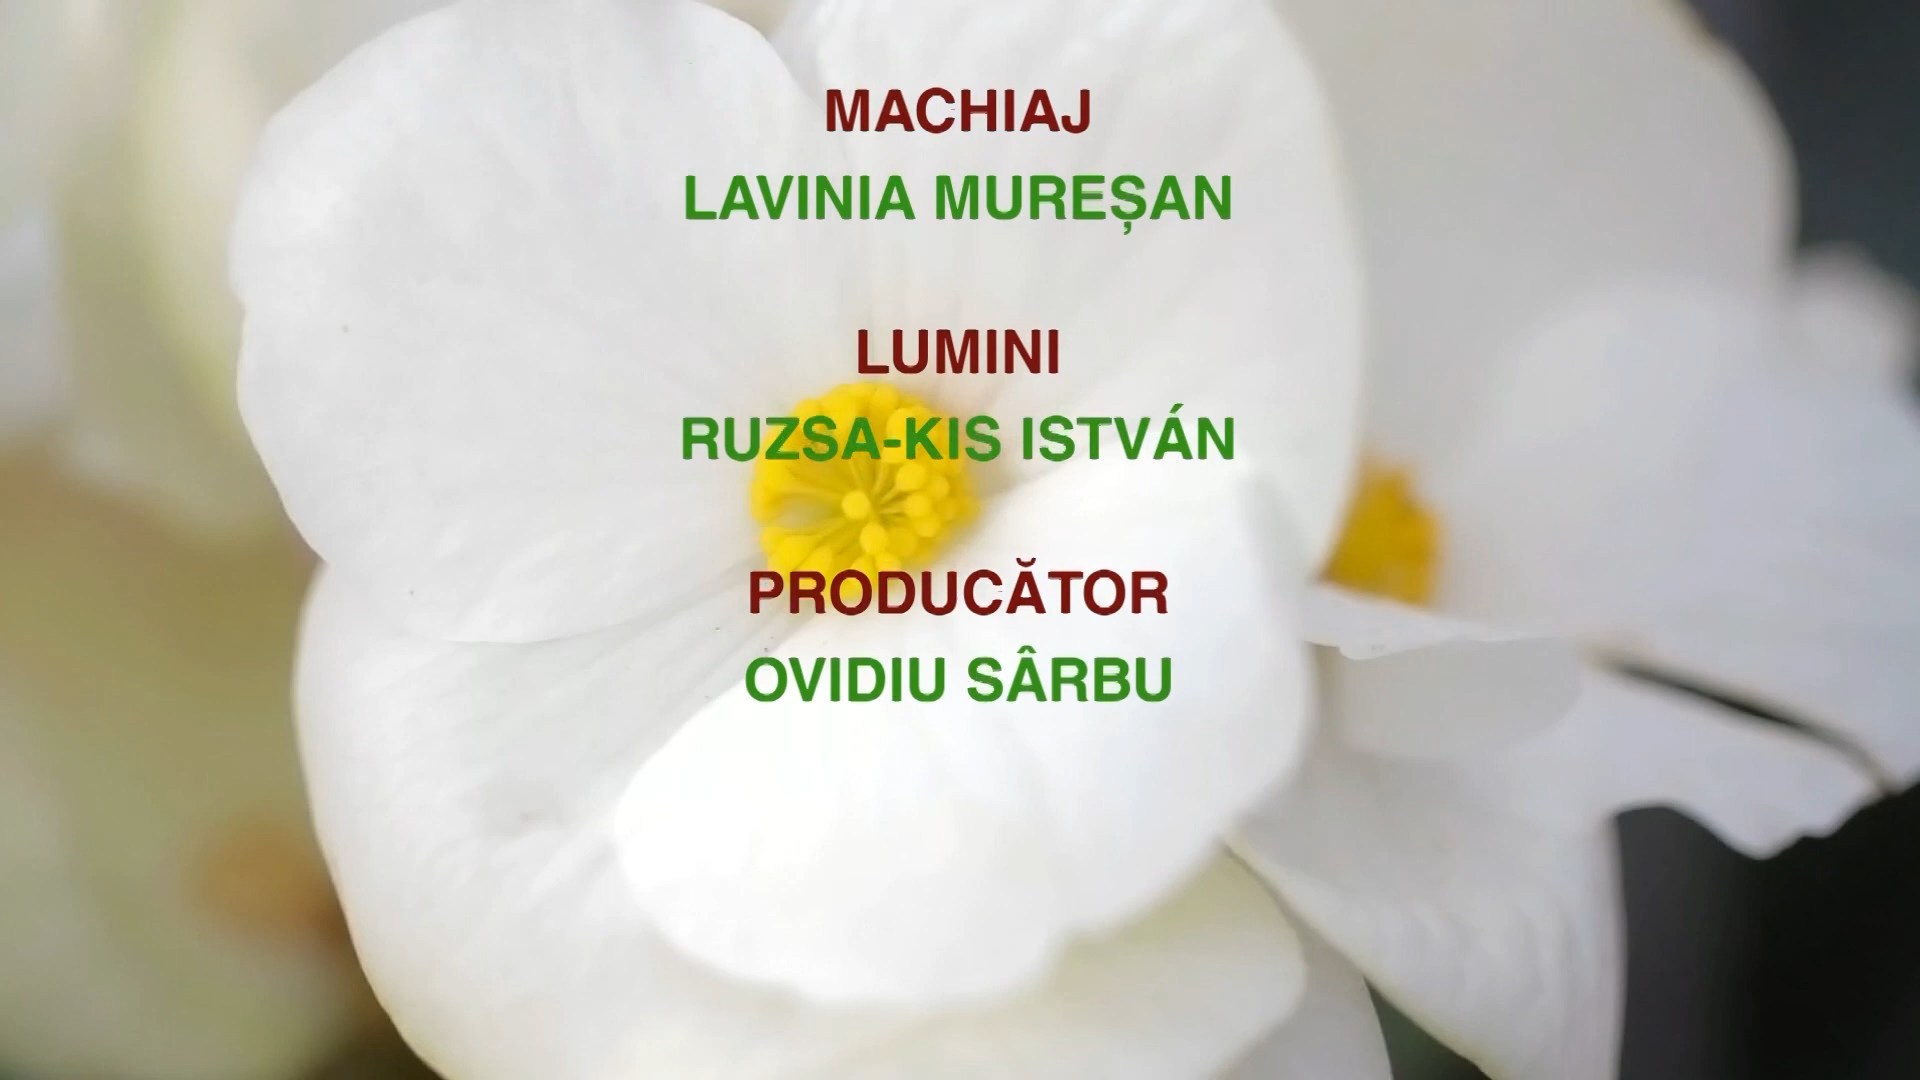 MACHIAJ
LAVINIA MUREȘAN
LUMINI
RUZSA-KIS ISTVÁN
PRODUCĂTOR
OVIDIU SÂRBU